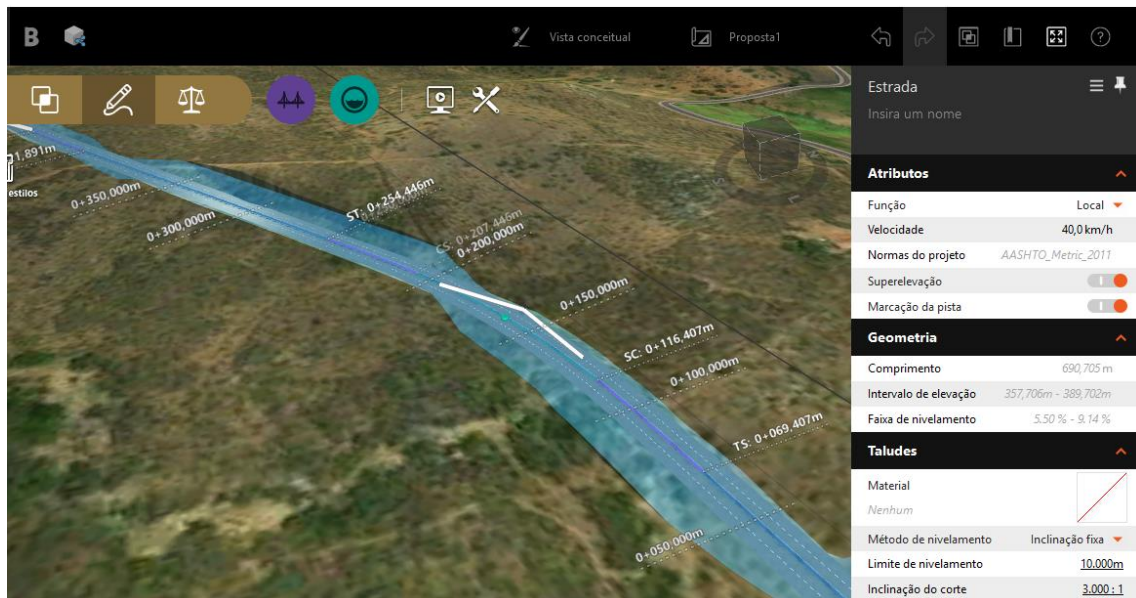 B
Vista conceitual
Proposta1
?
1.891m
estilos
0+350,000m
0+300,000m
ST: 0+254,446m
CS: 0+207,446m
0+200,000m
0+150,000m
SC: 0+116,407m
0+100,000m
TS: 0+069,407m
0+050,000m
Estrada
Insira um nome
Atributos
Função Local
Velocidade 40,0 km/h
Normas do projeto AASHTO_Metric_2011
Superelevação
Marcação da pista
Geometria
Comprimento 690,705 m
Intervalo de elevação 357,706m - 389,702m
Faixa de nivelamento 5.50 % - 9.14 %
Taludes
Material
Nenhum
Método de nivelamento Inclinação fixa
Limite de nivelamento 10.000m
Inclinação do corte 3.000 : 1